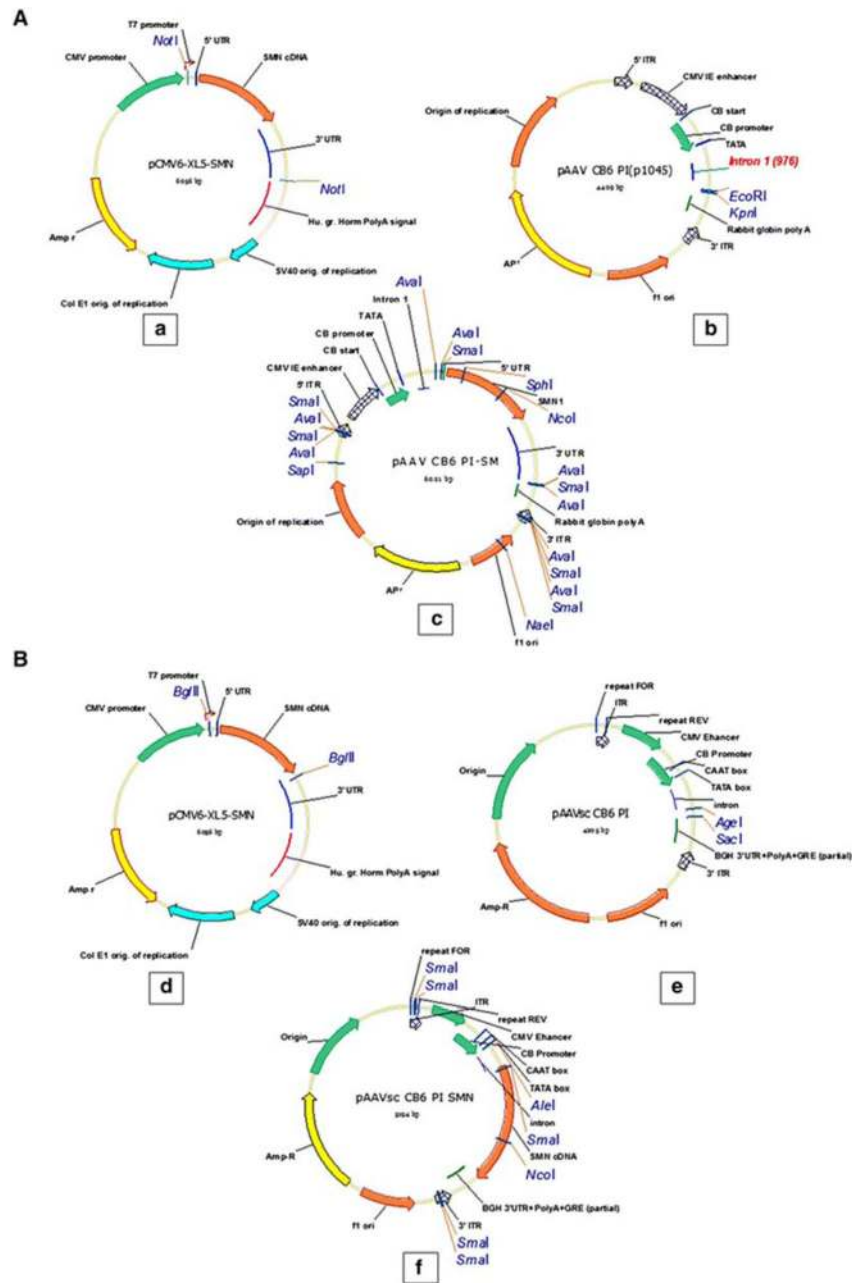 A
T7 promoter
NotI
5' UTR
CMV promoter
SMN cDNA
3' UTR
pCMV6-XL5-SMN
NotI
Hu. gr. Horm PolyA signal
Amp r
SV40 orig. of replication
Col E1 orig. of replication
a
5' ITR
CMV IE enhancer
Origin of replication
CB start
CB promoter
TATA
pAAV CB6 PI(p1045)
Intron 1 (976)
EcoRI
KpnI
Rabbit globin poly A
3' ITR
AP
f1 ori
b
AvaI
Intron 1
TATA
AvaI
CB promoter
SmaI
CB start
5' UTR
CMV IE enhancer
SphI
5' ITR
SMN1
SmaI
NcoI
AvaI
SmaI
3' UTR
AvaI
pAAV CB6 PI-SM
AvaI
SapI
SmaI
AvaI
Rabbit globin poly A
Origin of replication
3' ITR
AvaI
SmaI
AP
AvaI
SmaI
NaeI
c
f1 ori
B
T7 promoter
BglII
5' UTR
CMV promoter
SMN cDNA
BglII
3' UTR
pCMV6-XL5-SMN
Hu. gr. Horm PolyA signal
Amp r
SV40 orig. of replication
Col E1 orig. of replication
d
repeat FOR
ITR
repeat REV
CMV Ehancer
CB Promoter
Origin
CAAT box
TATA box
pAAVsc CB6 PI
intron
AgeI
SacI
BGH 3'UTR+PolyA+GRE (partial)
3' ITR
Amp-R
f1 ori
e
repeat FOR
SmaI
SmaI
ITR
repeat REV
CMV Ehancer
Origin
CB Promoter
CAAT box
TATA box
pAAVsc CB6 PI SMN
AleI
intron
SmaI
Amp-R
SMN cDNA
NcoI
BGH 3'UTR+PolyA+GRE (partial)
f1 ori
3' ITR
SmaI
SmaI
f